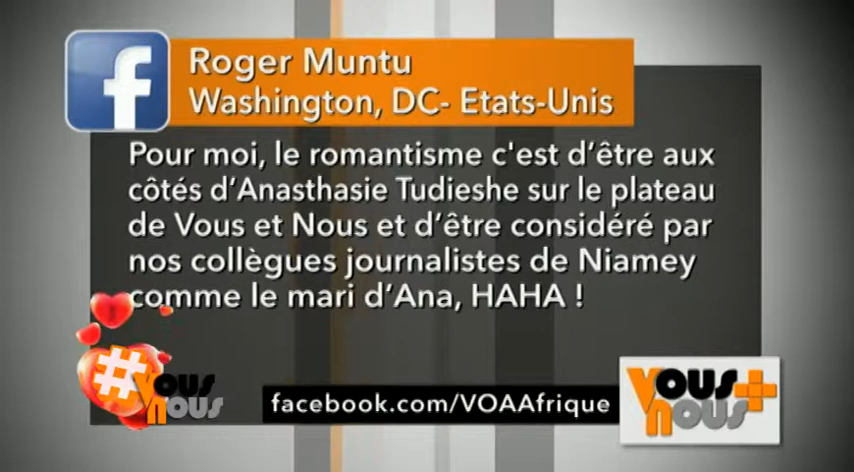 f
Roger Muntu
Washington, DC- Etats-Unis
Pour moi, le romantisme c'est d’être aux
côtés d’Anasthasie Tudieshe sur le plateau
de Vous et Nous et d’être considéré par
nos collègues journalistes de Niamey
comme le mari d’Ana, HAHA !
#VOUS
NOUS
facebook.com/VOAAfrique
VOUS+
NOUS